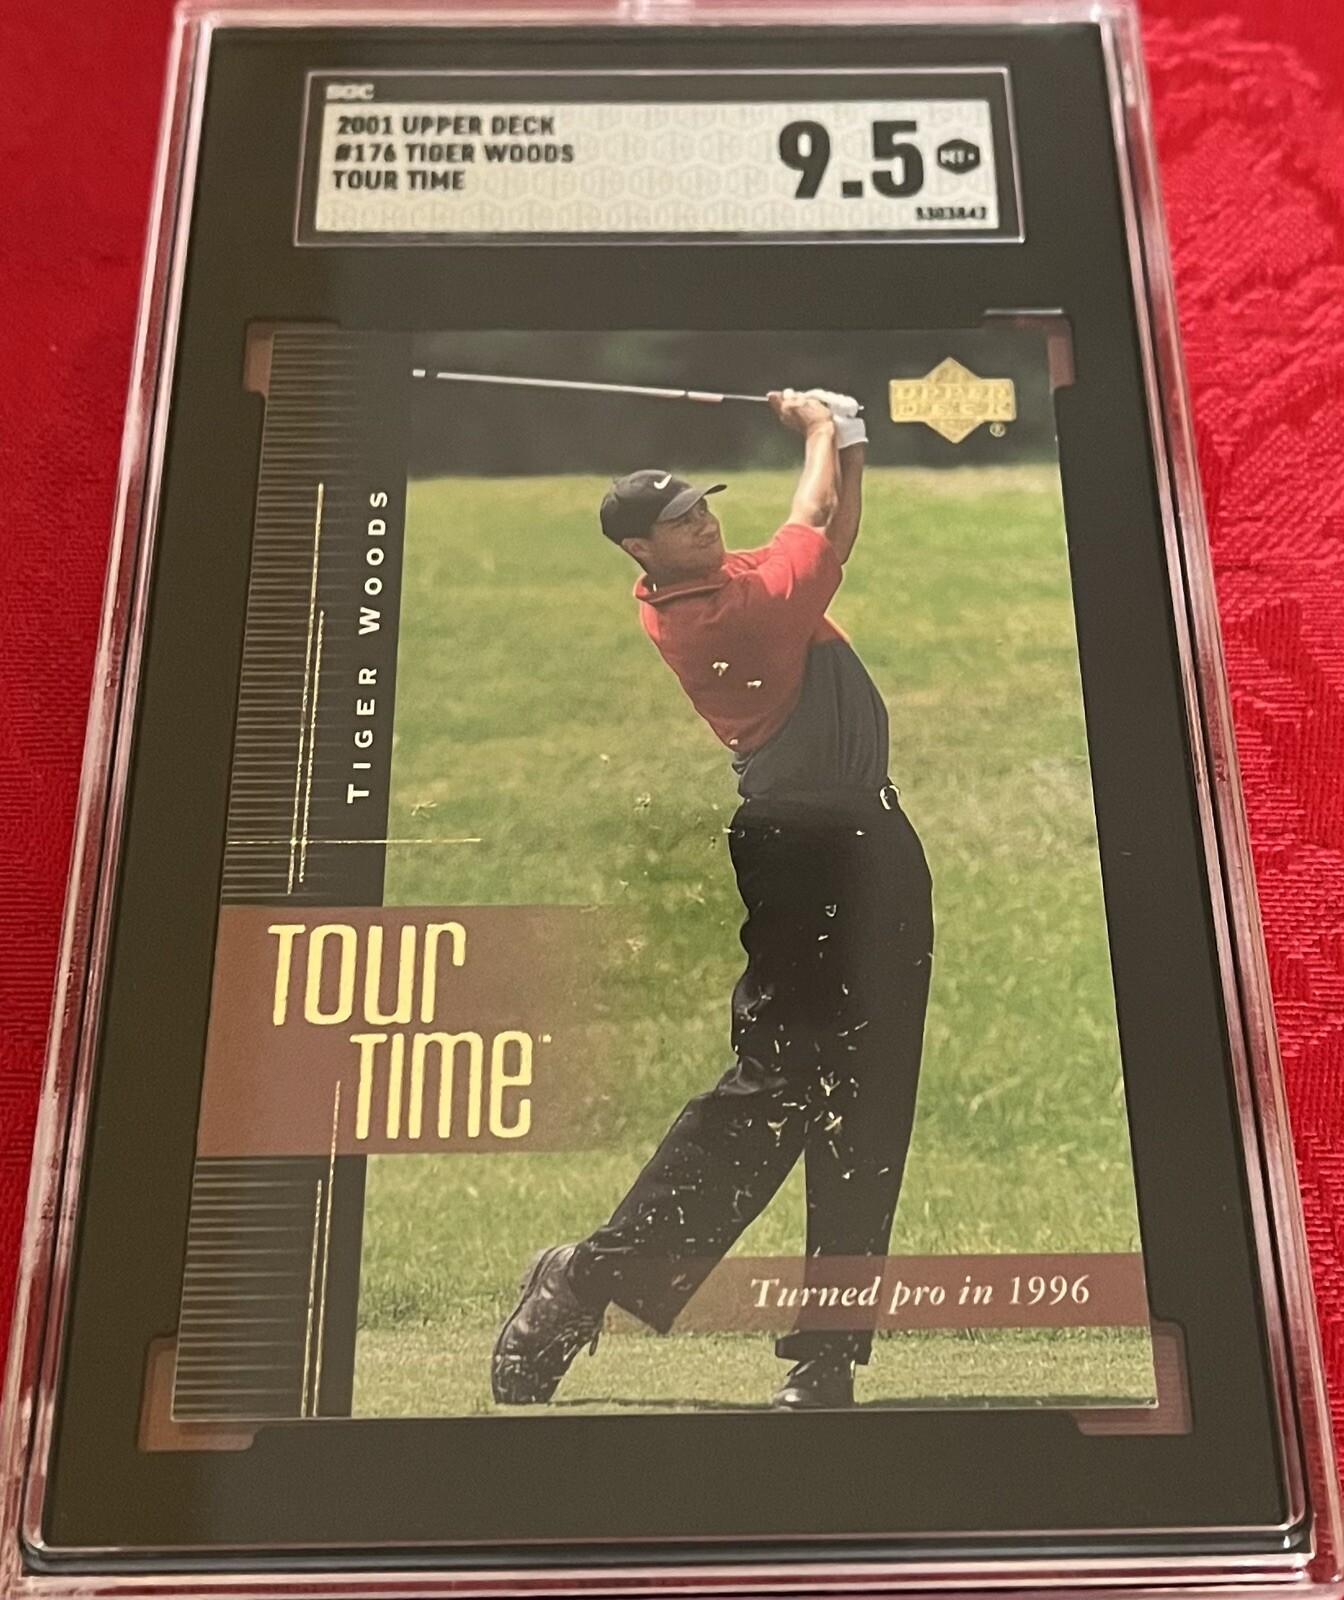 SGC
2001 UPPER DECK
#176 TIGER WOODS
TOUR TIME
9.5
MT+
UPPER
DECK
®
TIGER WOODS
TOUR
TIME™
Turned pro in 1996